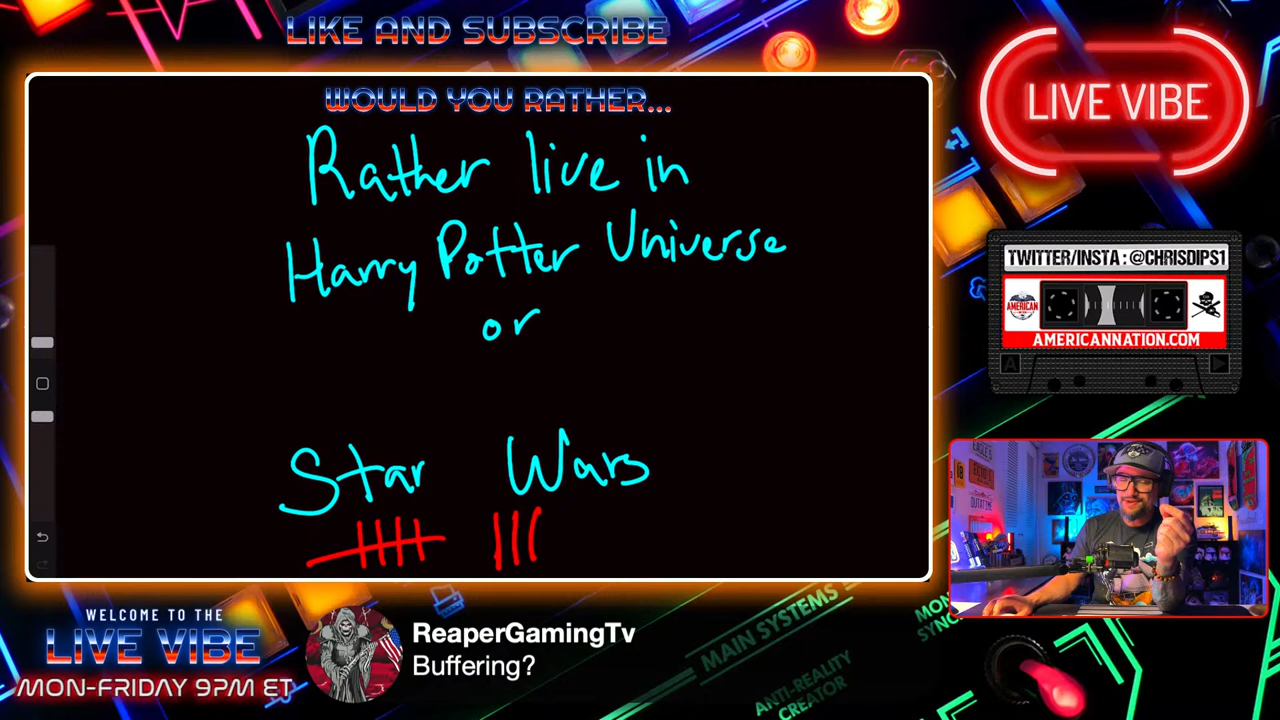 LIKE AND SUBSCRIBE
WOULD YOU RATHER...
Rather live in
Harry Potter Universe
or
Star Wars
LIVE VIBE
TWITTER/INSTA : @CHRISDIPS1
AMERICAN
AMERICANNATION.COM
A
WELCOME TO THE
LIVE VIBE
MON-FRIDAY 9PM ET
ReaperGamingTv
Buffering?
MAIN SYSTEMS
ANTI-REALITY
CREATOR